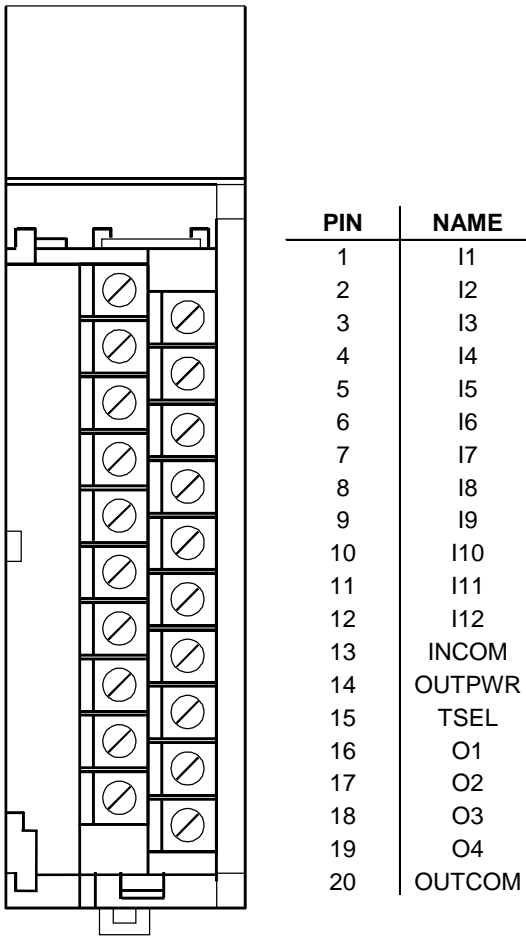 PIN NAME
1 I1
2 I2
3 I3
4 I4
5 I5
6 I6
7 I7
8 I8
9 I9
10 I10
11 I11
12 I12
13 INCOM
14 OUTPWR
15 TSEL
16 O1
17 O2
18 O3
19 O4
20 OUTCOM